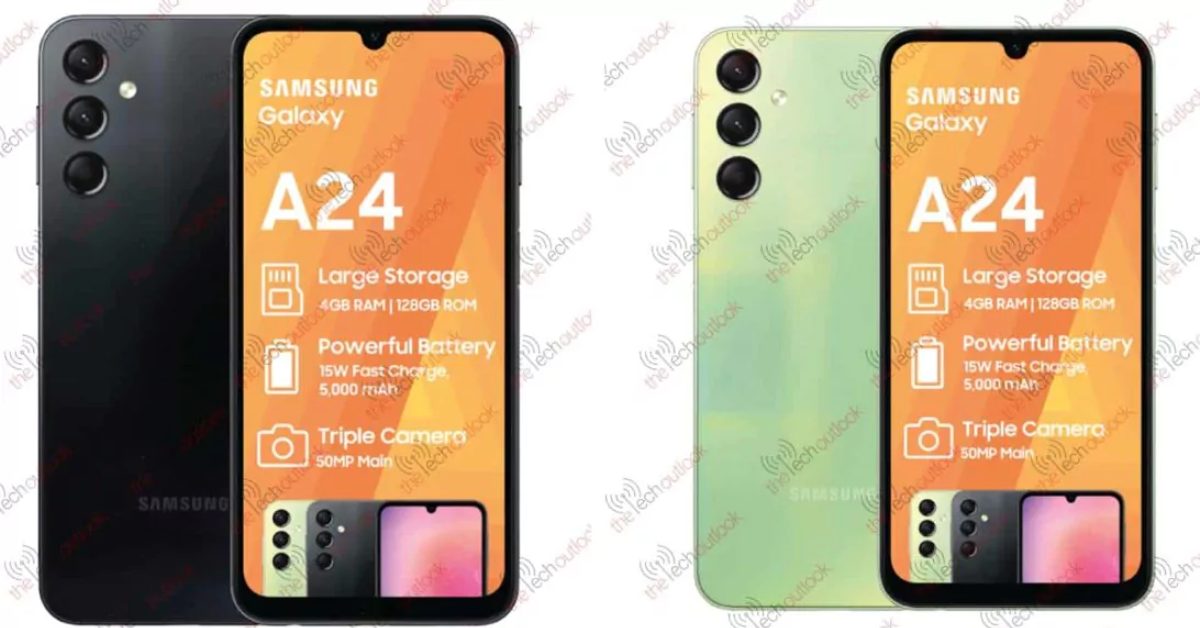 SAMSUNG
Galaxy
A24
Large Storage
4GB RAM | 128GB ROM
Powerful Battery
15W Fast Charge,
5,000 mAh
Triple Camera
50MP Main
SAMSUNG
SAMSUNG
Galaxy
A24
Large Storage
4GB RAM | 128GB ROM
Powerful Battery
15W Fast Charge,
5,000 mAh
Triple Camera
50MP Main
SAMSUNG
theTechoutlook